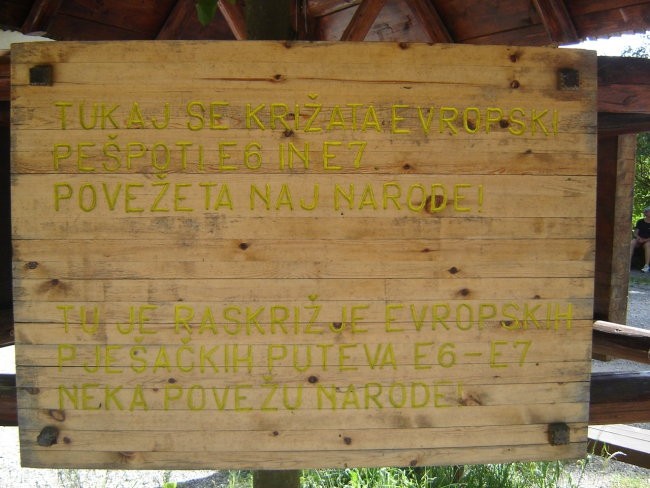 TUKAJ SE KRIŽATA EVROPSKI
PEŠPOTI E6 IN E7
POVEŽETA NAJ NARODE!
TU JE RASKRIŽJE EVROPSKIH
PJEŠAČKIH PUTEVA E6-E7
NEKA POVEŽU NARODE!